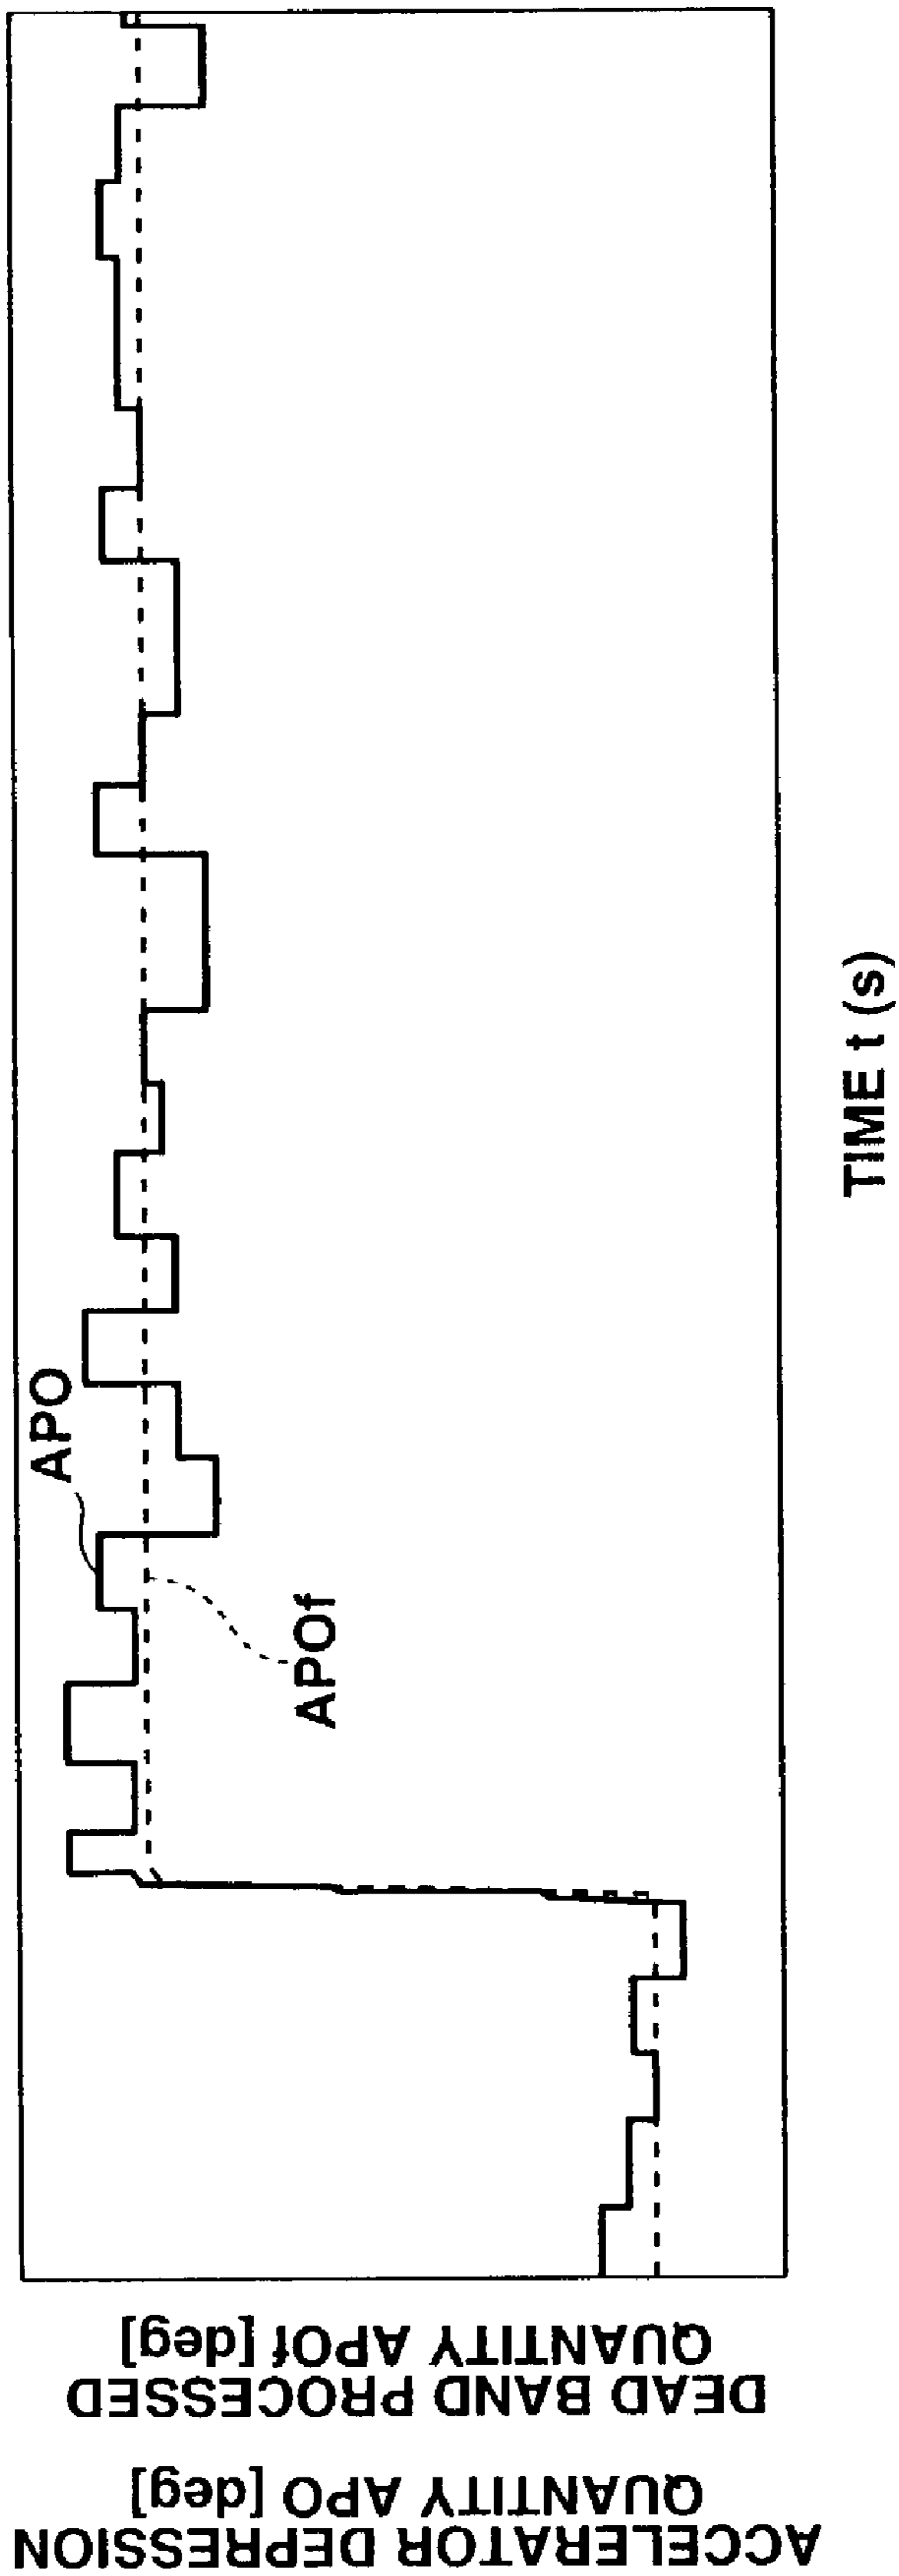 ACCELERATOR DEPRESSION
QUANTITY APO [deg]
DEAD BAND PROCESSED
QUANTITY APOf [deg]
APO
APOf
TIME t (s)